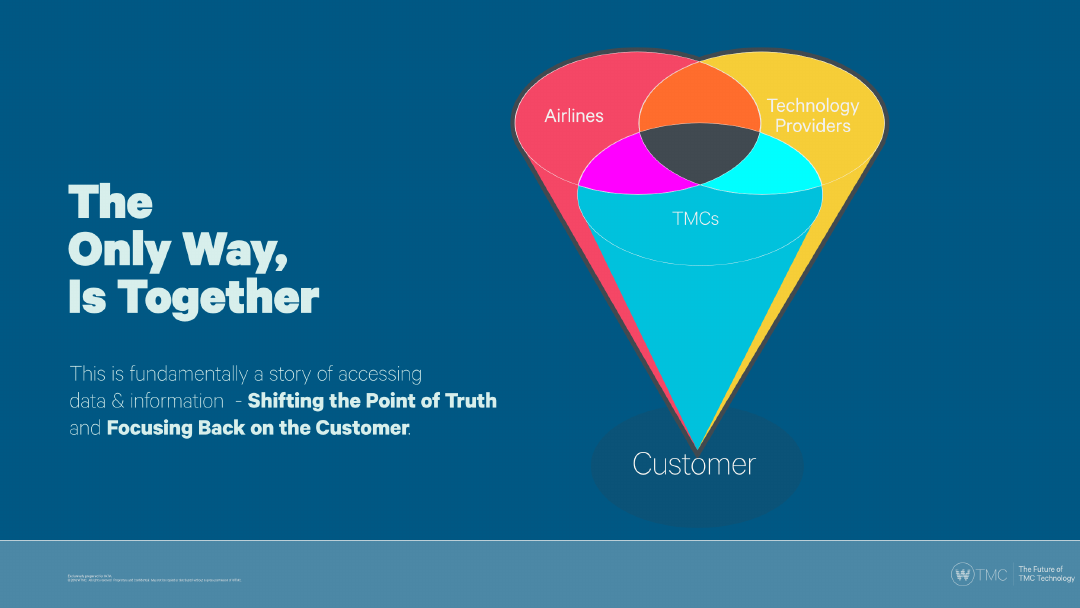 The
Only Way,
Is Together
This is fundamentally a story of accessing
data & information - Shifting the Point of Truth
and Focusing Back on the Customer.
Airlines
Technology
Providers
TMCs
Customer
TMC
The Future of
TMC Technology